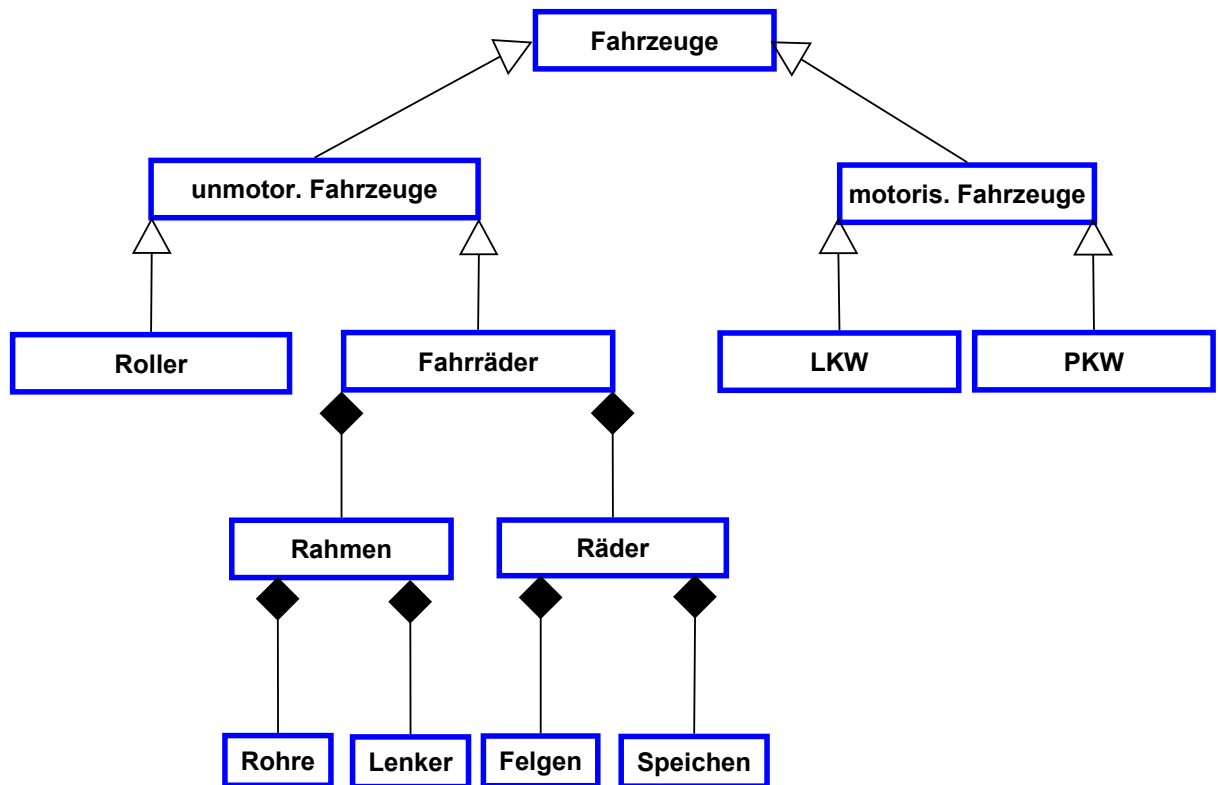 Fahrzeuge
unmotor. Fahrzeuge
motoris. Fahrzeuge
Roller
Fahrräder
LKW
PKW
Rahmen
Räder
Rohre
Lenker
Felgen
Speichen